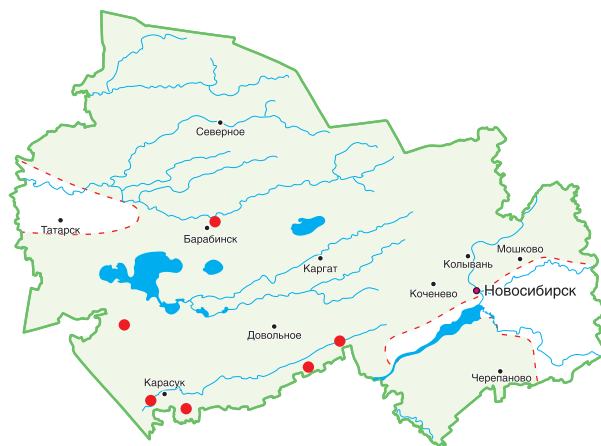 Северное
Татарск
Барабинск
Каргат
Колывань
Мошково
Коченево
Новосибирск
Довольное
Карасук
Черепаново